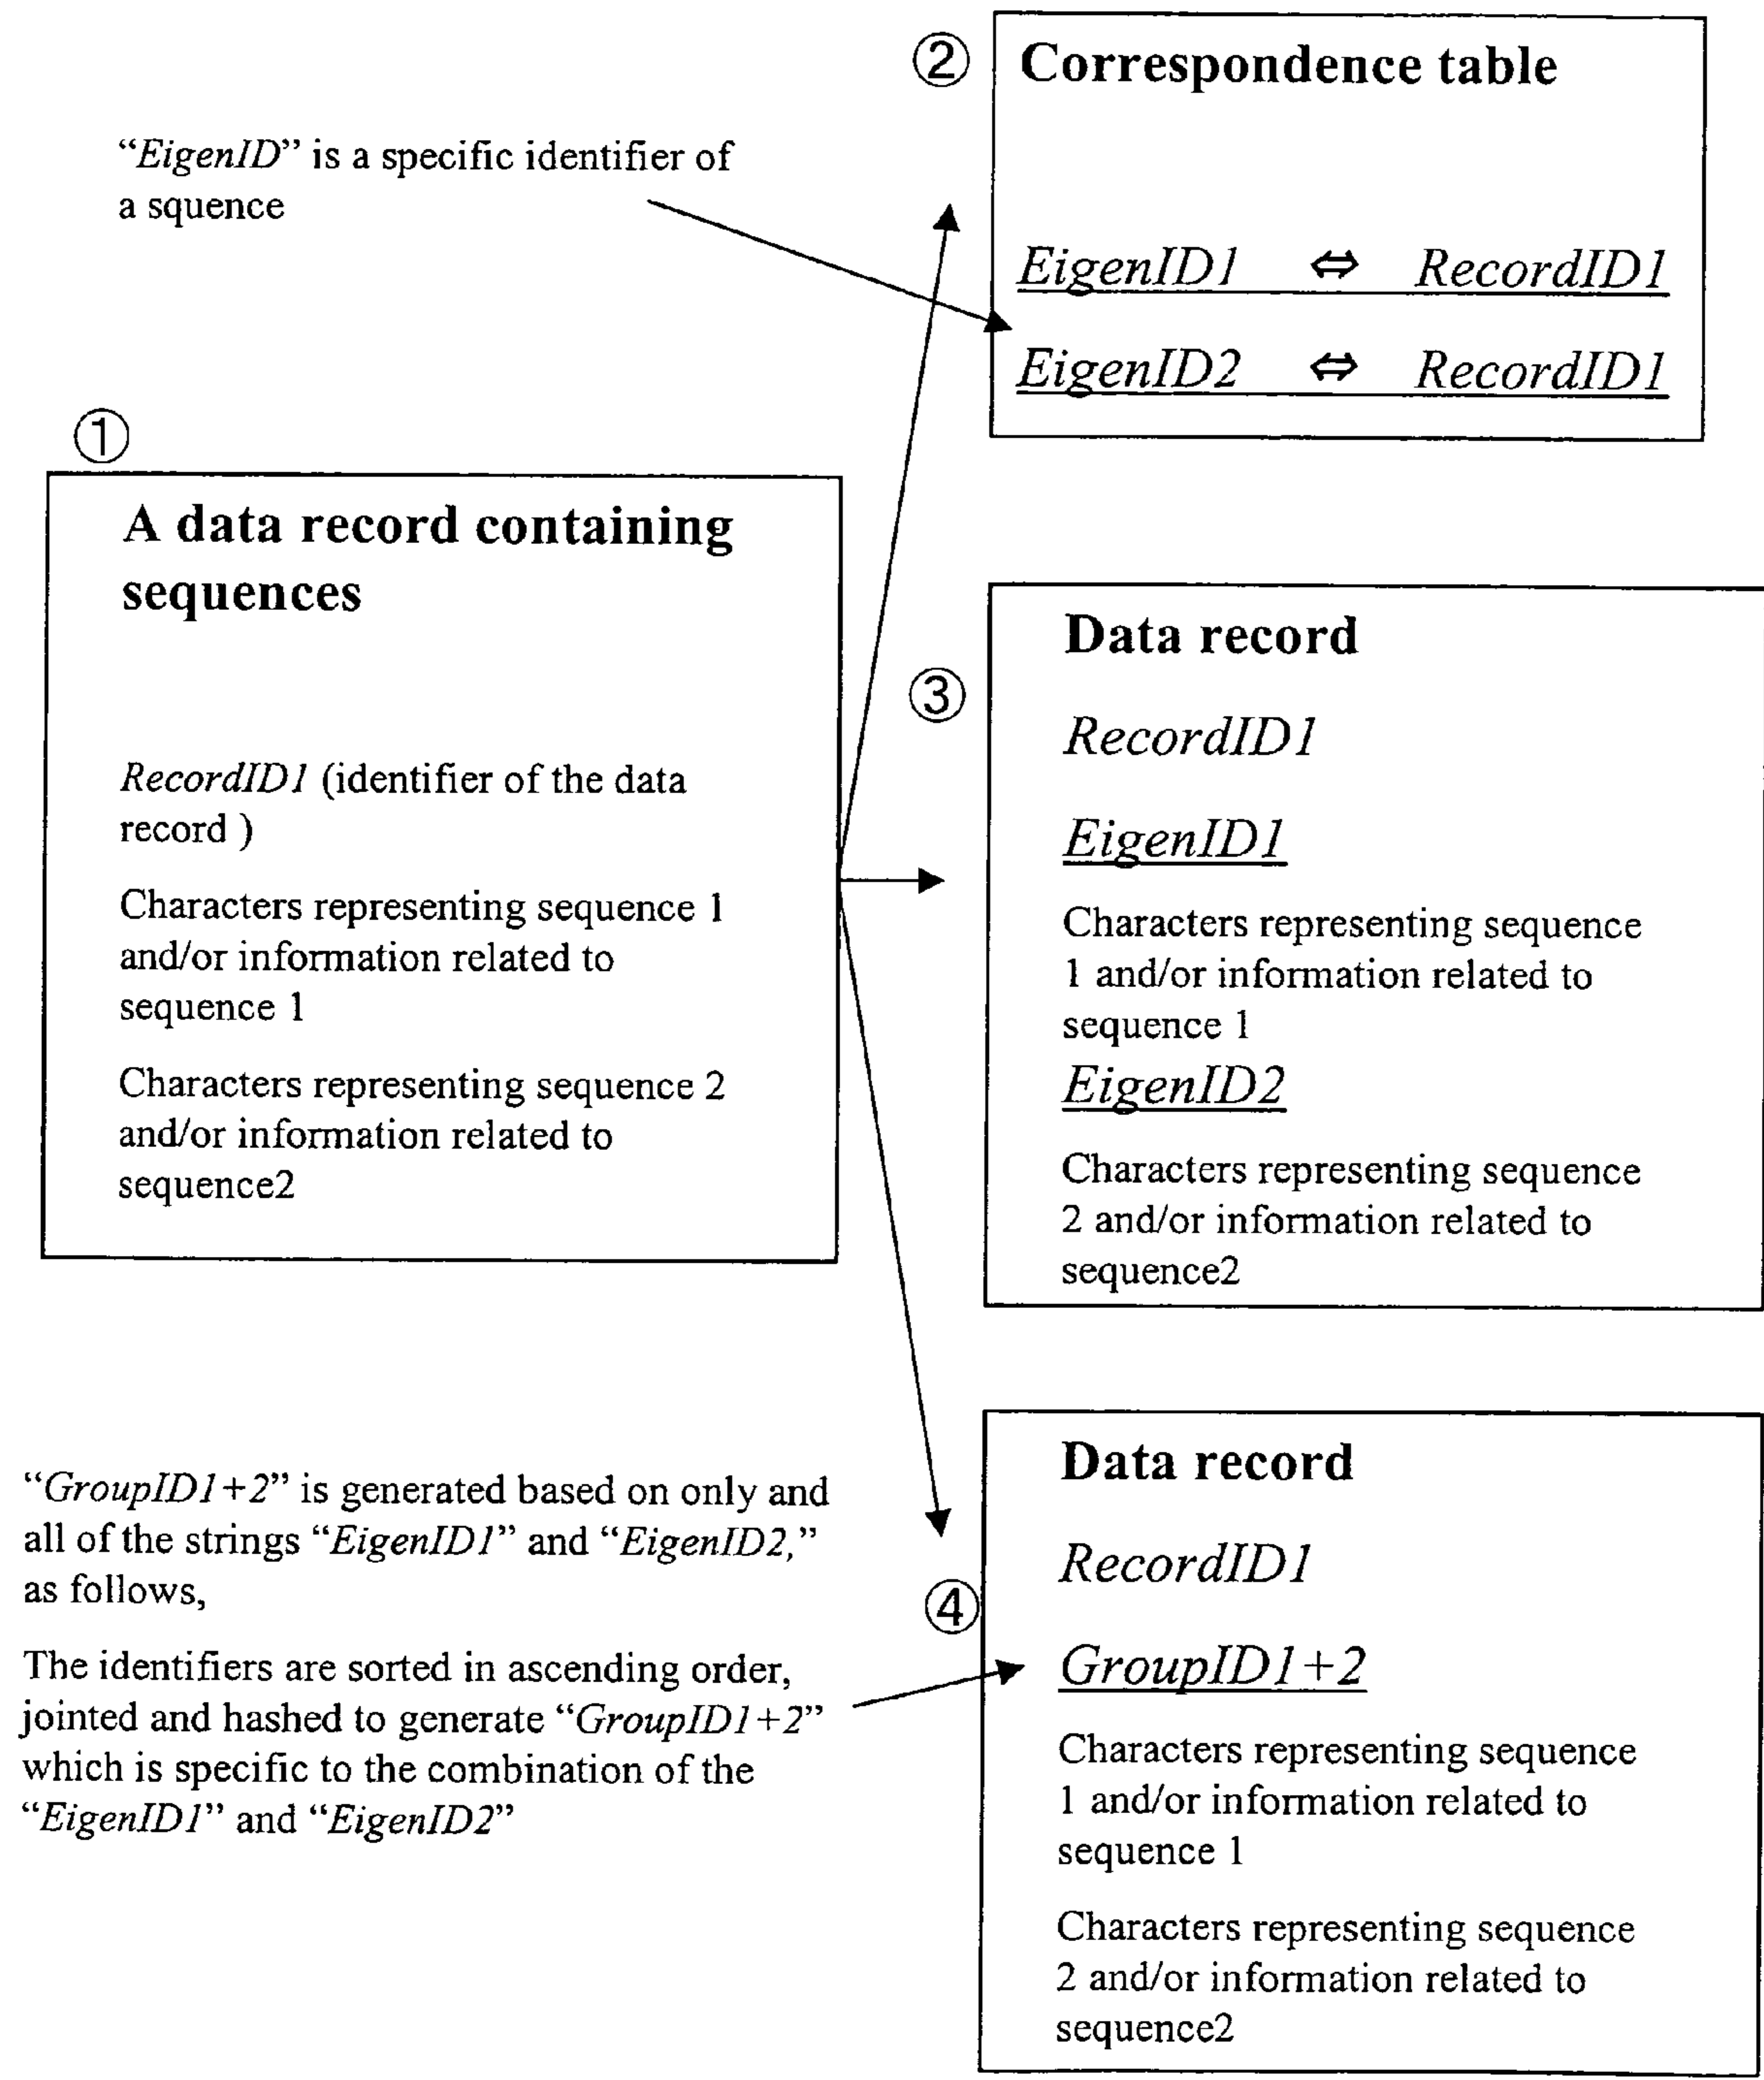 ②
Correspondence table
“EigenID” is a specific identifier of
a squence
EigenID1 ⇔ RecordID1
EigenID2 ⇔ RecordID1
①
A data record containing
sequences
RecordID1 (identifier of the data
record )
Characters representing sequence 1
and/or information related to
sequence 1
Characters representing sequence 2
and/or information related to
sequence2
③
Data record
RecordID1
EigenID1
Characters representing sequence
1 and/or information related to
sequence 1
EigenID2
Characters representing sequence
2 and/or information related to
sequence2
“GroupID1+2” is generated based on only and
all of the strings “EigenID1” and “EigenID2,”
as follows,
The identifiers are sorted in ascending order,
jointed and hashed to generate “GroupID1+2”
which is specific to the combination of the
“EigenID1” and “EigenID2”
④
Data record
RecordID1
GroupID1+2
Characters representing sequence
1 and/or information related to
sequence 1
Characters representing sequence
2 and/or information related to
sequence2